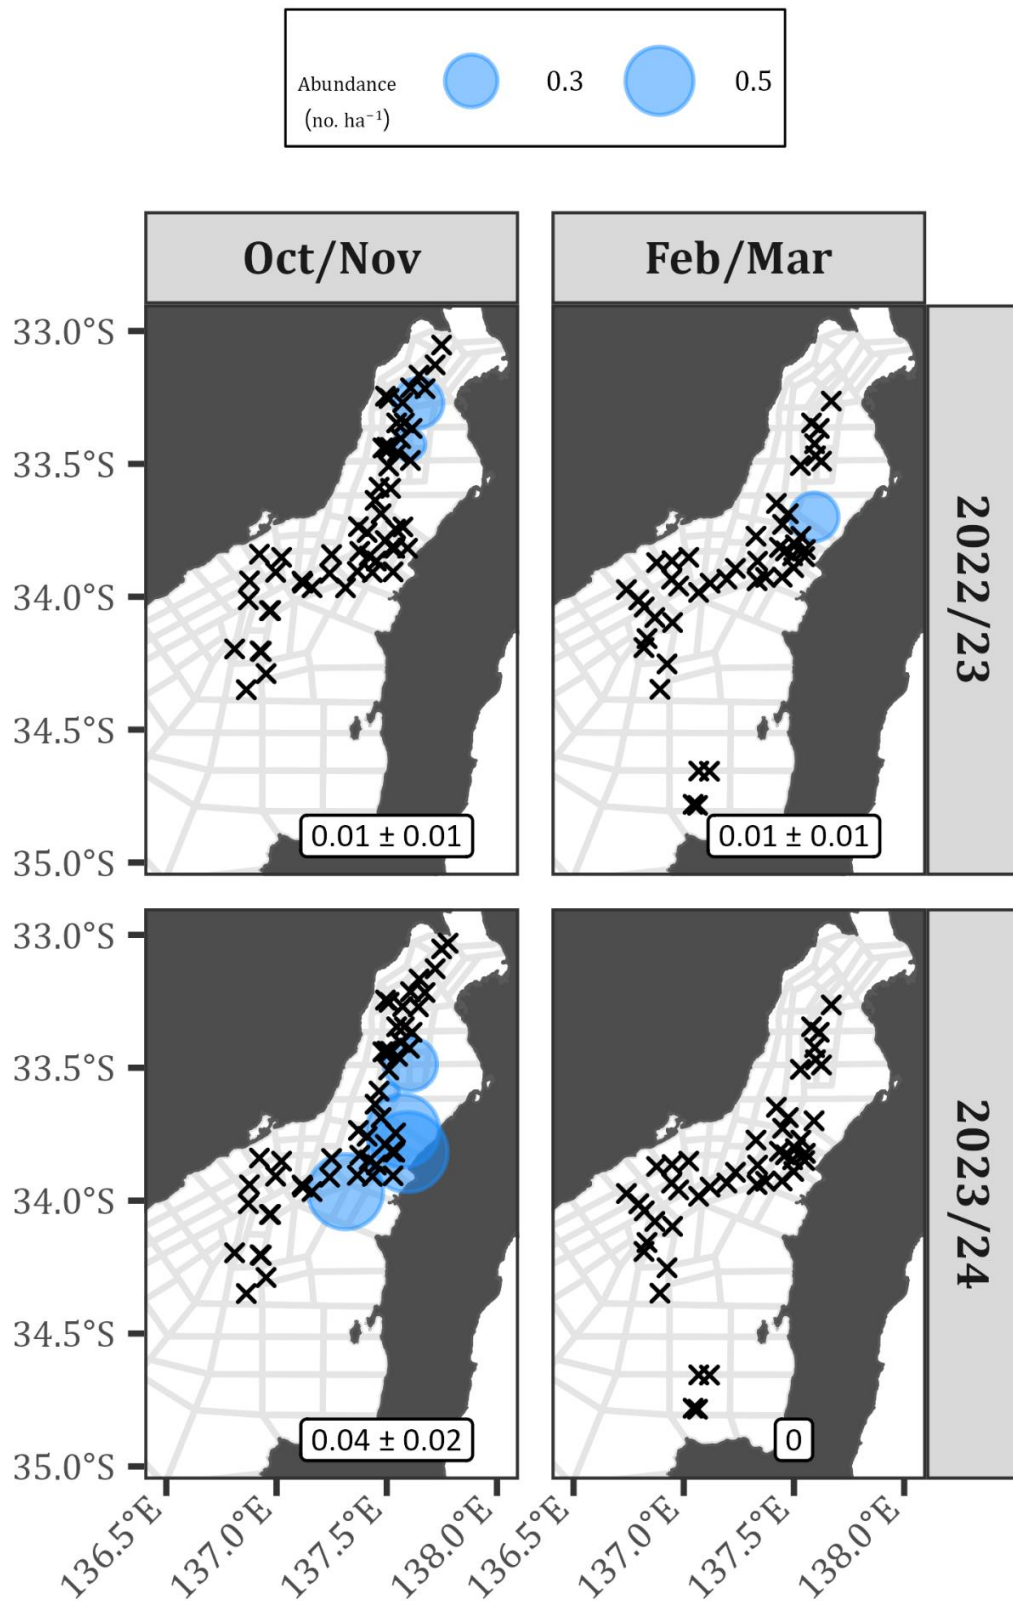 Abundance
(no. ha⁻¹)
0.3
0.5
Oct/Nov
Feb/Mar
33.0°S
33.5°S
34.0°S
34.5°S
35.0°S
0.01 ± 0.01
0.01 ± 0.01
2022/23
33.0°S
33.5°S
34.0°S
34.5°S
35.0°S
0.04 ± 0.02
0
2023/24
136.5°E
137.0°E
137.5°E
138.0°E
136.5°E
137.0°E
137.5°E
138.0°E